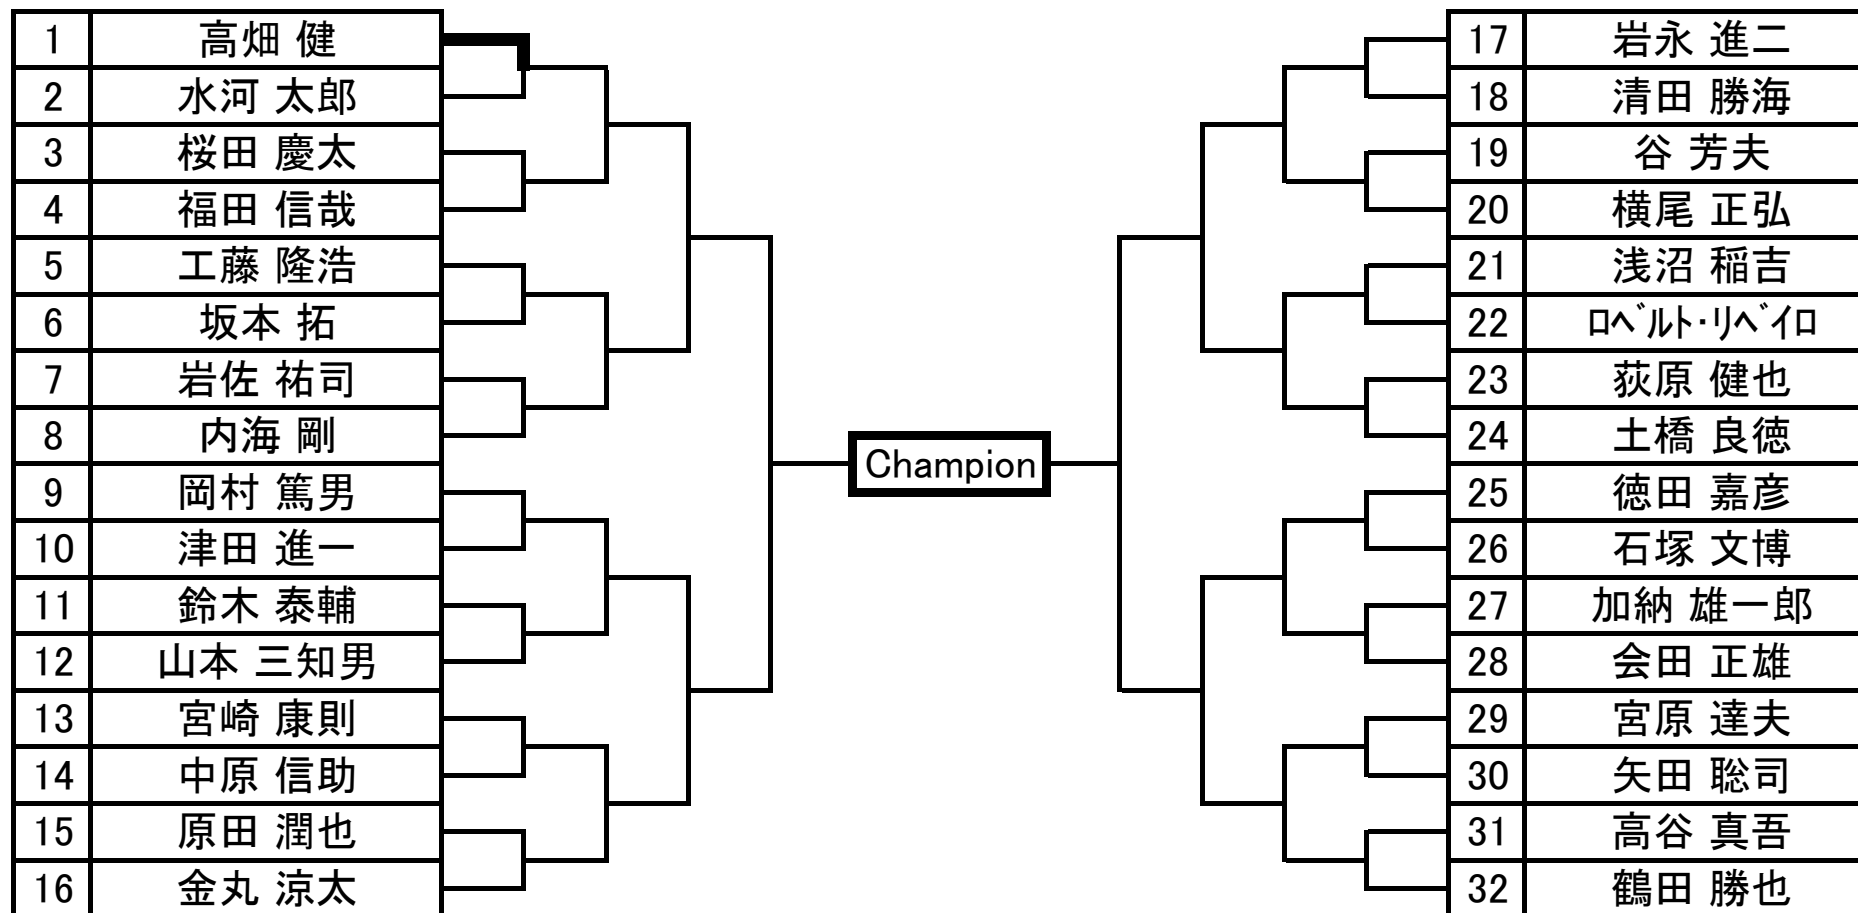 1 高畑 健
2 水河 太郎
3 桜田 慶太
4 福田 信哉
5 工藤 隆浩
6 坂本 拓
7 岩佐 祐司
8 内海 剛
9 岡村 篤男
10 津田 進一
11 鈴木 泰輔
12 山本 三知男
13 宮崎 康則
14 中原 信助
15 原田 潤也
16 金丸 涼太
Champion
17 岩永 進二
18 清田 勝海
19 谷 芳夫
20 横尾 正弘
21 浅沼 稲吉
22 ﾛﾍﾞﾙﾄ･ﾘﾍﾞｲﾛ
23 荻原 健也
24 土橋 良徳
25 徳田 嘉彦
26 石塚 文博
27 加納 雄一郎
28 会田 正雄
29 宮原 達夫
30 矢田 聡司
31 高谷 真吾
32 鶴田 勝也